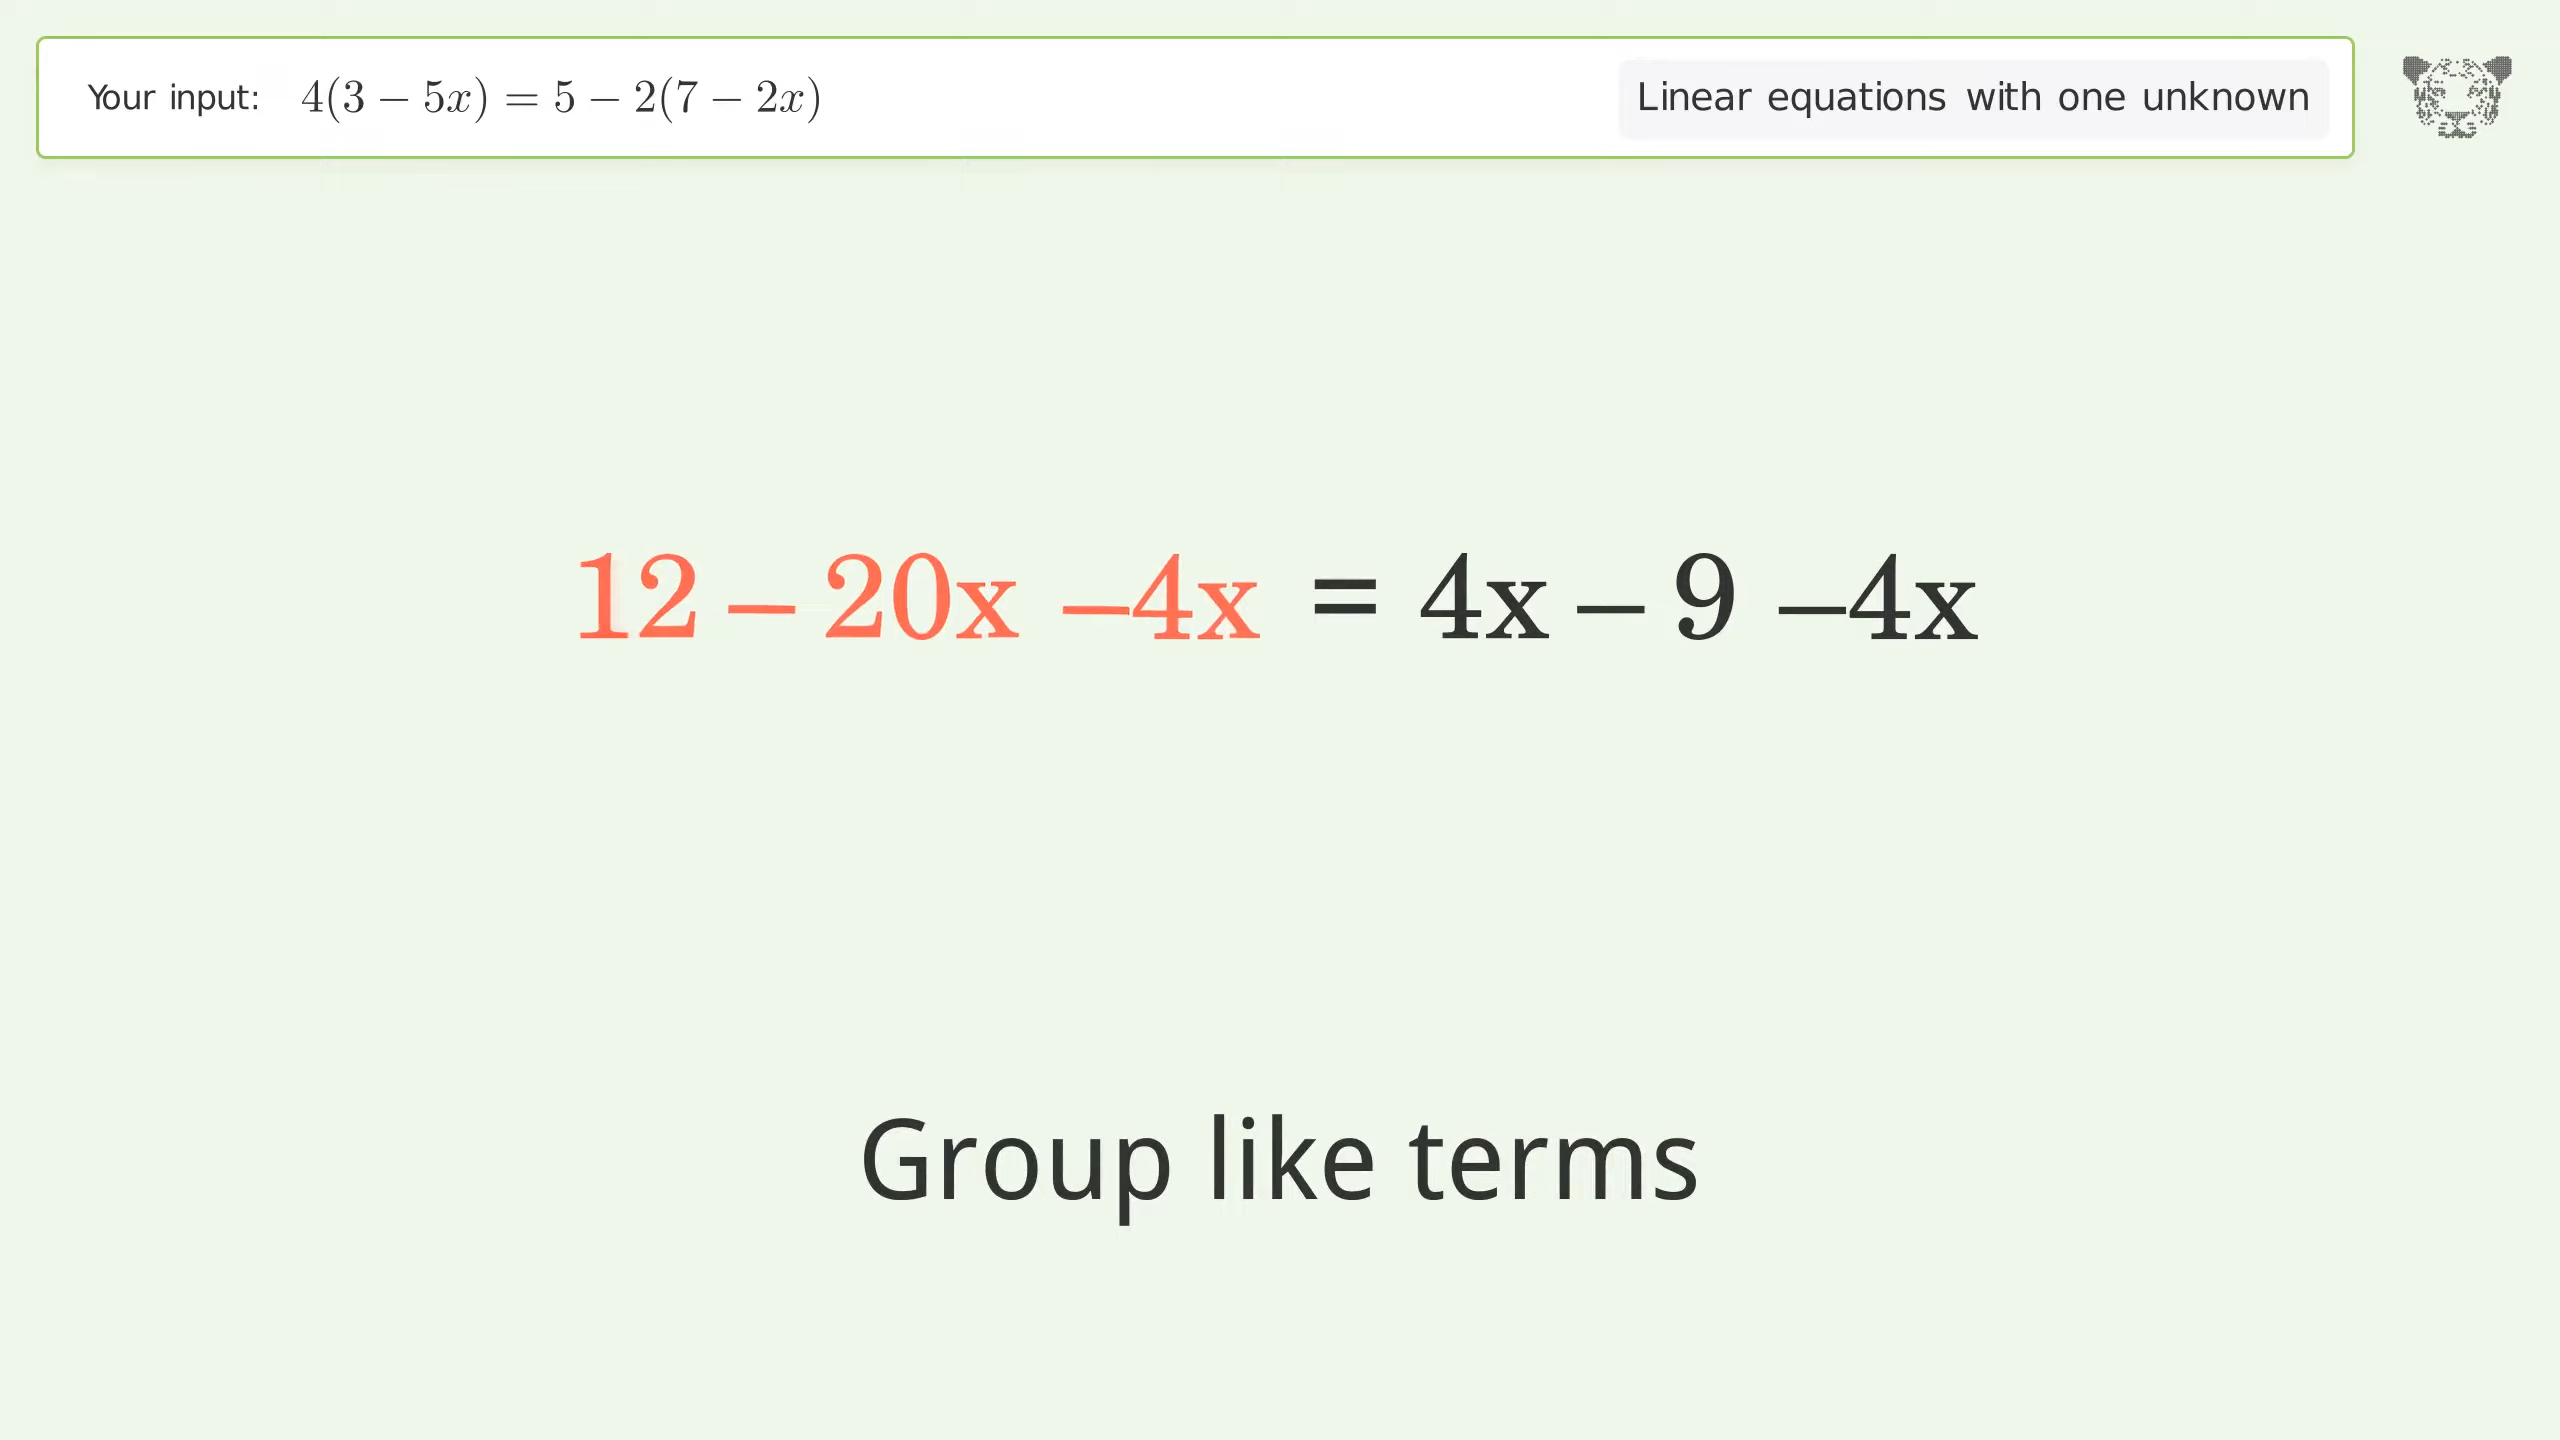 Your input: 4(3 − 5x) = 5 − 2(7 − 2x) Linear equations with one unknown
12 − 20x −4x = 4x − 9 −4x
Group like terms